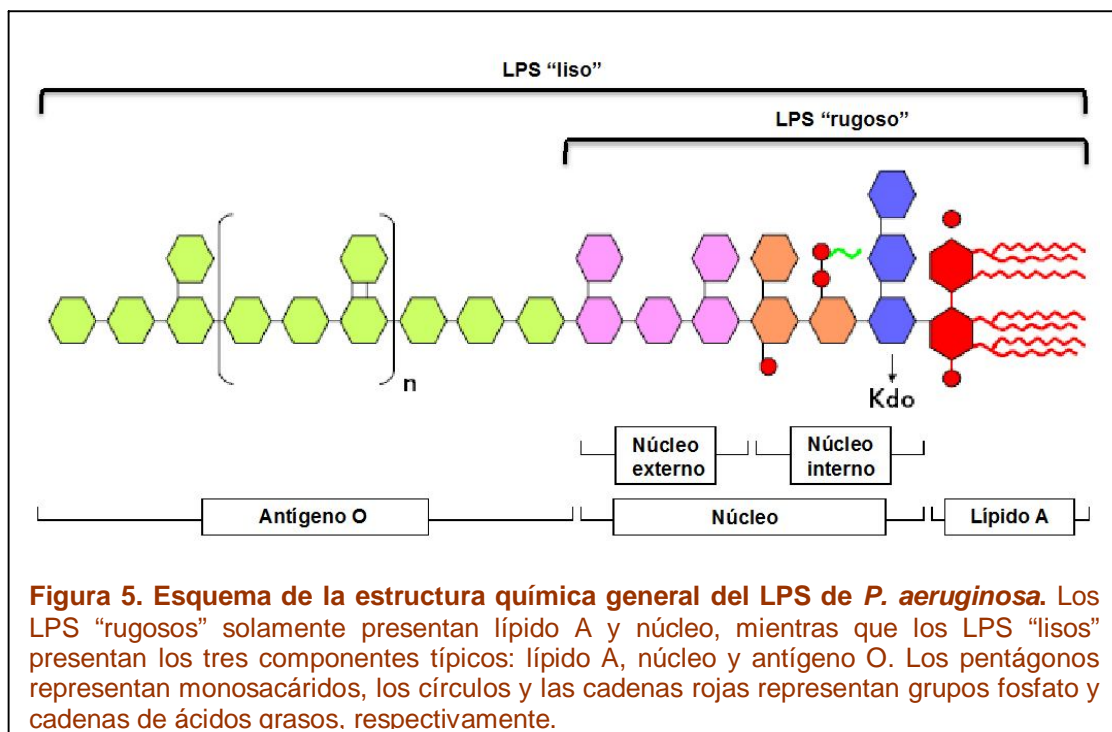 LPS “liso”
LPS “rugoso”
n
Kdo
Núcleo
externo
Núcleo
interno
Antígeno O
Núcleo
Lípido A
Figura 5. Esquema de la estructura química general del LPS de P. aeruginosa. Los
LPS “rugosos” solamente presentan lípido A y núcleo, mientras que los LPS “lisos”
presentan los tres componentes típicos: lípido A, núcleo y antígeno O. Los pentágonos
representan monosacáridos, los círculos y las cadenas rojas representan grupos fosfato y
cadenas de ácidos grasos, respectivamente.